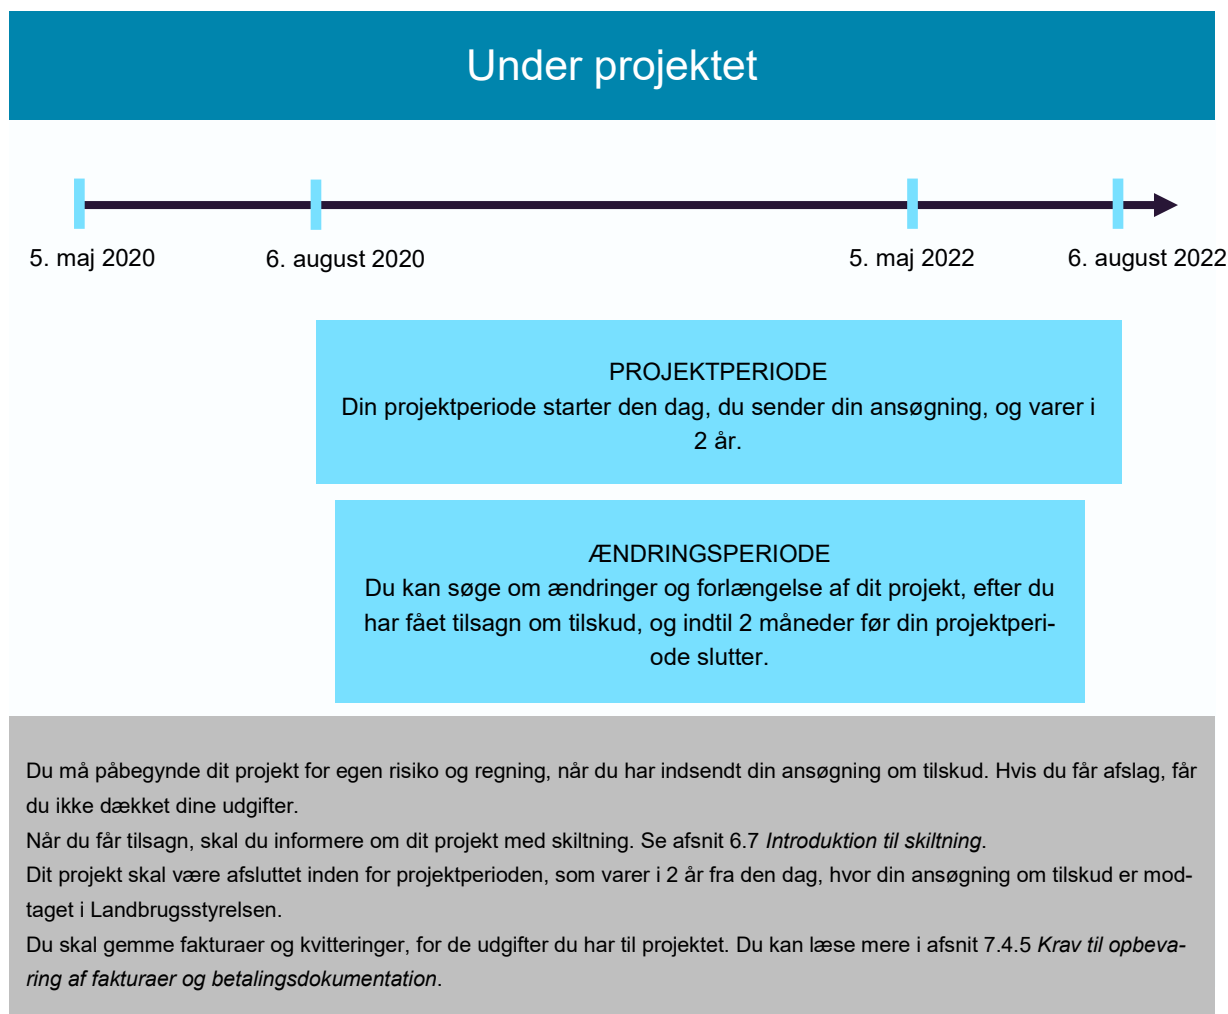 Under projektet
5. maj 2020
6. august 2020
5. maj 2022
6. august 2022
PROJEKTPERIODE
Din projektperiode starter den dag, du sender din ansøgning, og varer i
2 år.
ÆNDRINGSPERIODE
Du kan søge om ændringer og forlængelse af dit projekt, efter du
har fået tilsagn om tilskud, og indtil 2 måneder før din projektperi-
ode slutter.
Du må påbegynde dit projekt for egen risiko og regning, når du har indsendt din ansøgning om tilskud. Hvis du får afslag, får
du ikke dækket dine udgifter.
Når du får tilsagn, skal du informere om dit projekt med skiltning. Se afsnit 6.7 Introduktion til skiltning.
Dit projekt skal være afsluttet inden for projektperioden, som varer i 2 år fra den dag, hvor din ansøgning om tilskud er mod-
taget i Landbrugsstyrelsen.
Du skal gemme fakturaer og kvitteringer, for de udgifter du har til projektet. Du kan læse mere i afsnit 7.4.5 Krav til opbeva-
ring af fakturaer og betalingsdokumentation.